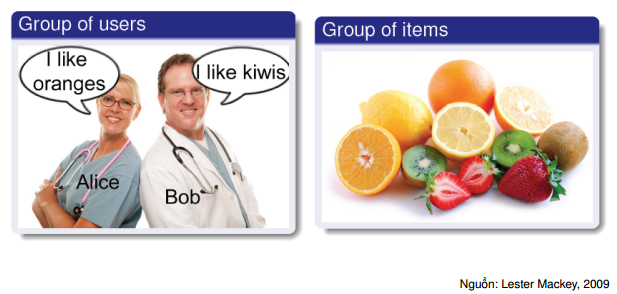 Group of users
I like
oranges
I like kiwis
Alice
Bob
Group of items
Nguồn: Lester Mackey, 2009